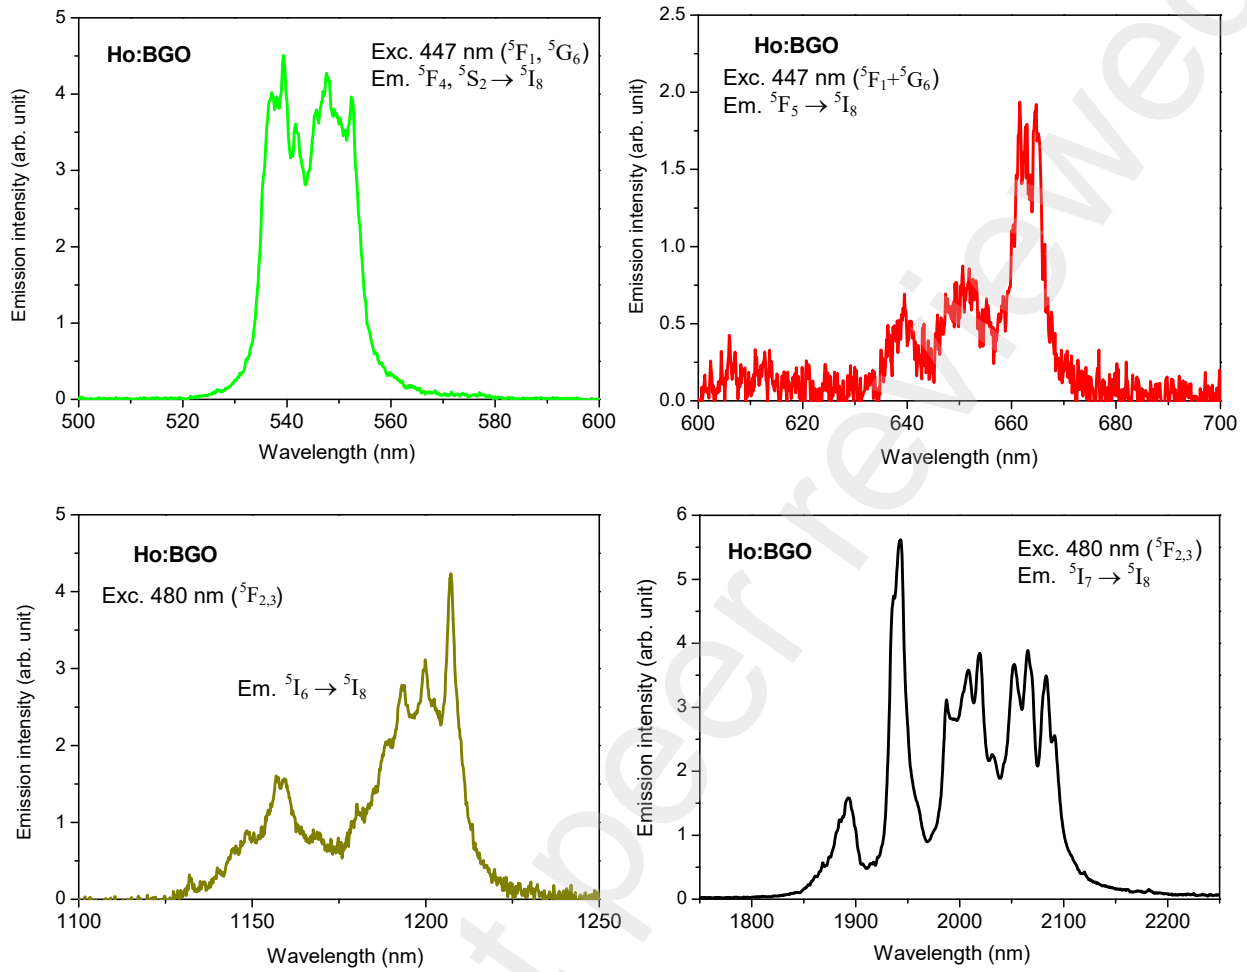 Ho:BGO
Exc. 447 nm (⁵F₁, ⁵G₆)
Em. ⁵F₄, ⁵S₂ → ⁵I₈
Emission intensity (arb. unit)
5
4
3
2
1
0
500 520 540 560 580 600
Wavelength (nm)
Ho:BGO
Exc. 447 nm (⁵F₁+⁵G₆)
Em. ⁵F₅ → ⁵I₈
Emission intensity (arb. unit)
2.5
2.0
1.5
1.0
0.5
0.0
600 620 640 660 680 700
Wavelength (nm)
Ho:BGO
Exc. 480 nm (⁵F₂,₃)
Em. ⁵I₆ → ⁵I₈
Emission intensity (arb. unit)
5
4
3
2
1
0
1100 1150 1200 1250
Wavelength (nm)
Ho:BGO
Exc. 480 nm (⁵F₂,₃)
Em. ⁵I₇ → ⁵I₈
Emission intensity (arb. unit)
6
5
4
3
2
1
0
1800 1900 2000 2100 2200
Wavelength (nm)
t peer reviewed